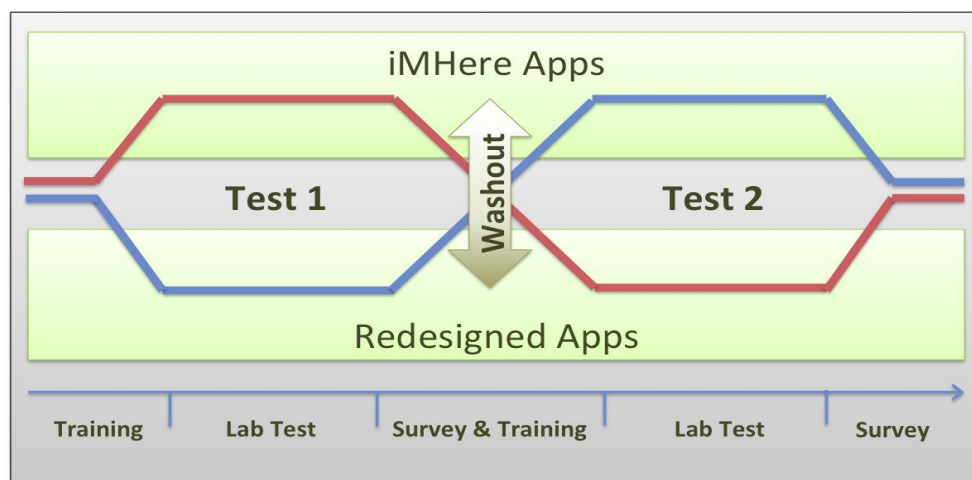 iMHere Apps
Test 1
Washout
Test 2
Redesigned Apps
Training
Lab Test
Survey & Training
Lab Test
Survey